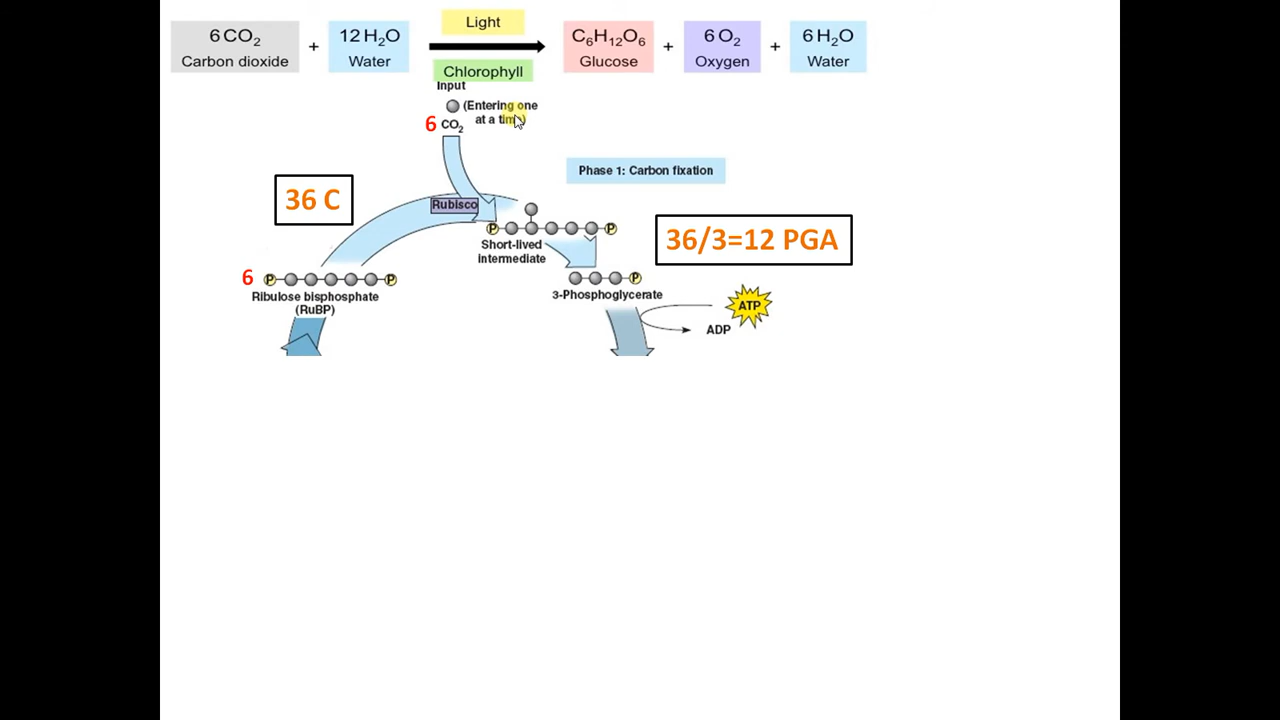 6 CO2 + 12 H2O Light C6H12O6 + 6 O2 + 6 H2O
Carbon dioxide Water Chlorophyll Glucose Oxygen Water
Input
(Entering one
at a time)
6 CO2
Phase 1: Carbon fixation
36 C
Rubisco
P P
Short-lived
intermediate
36/3=12 PGA
6 P P
Ribulose bisphosphate
(RuBP)
P
3-Phosphoglycerate
ATP
ADP